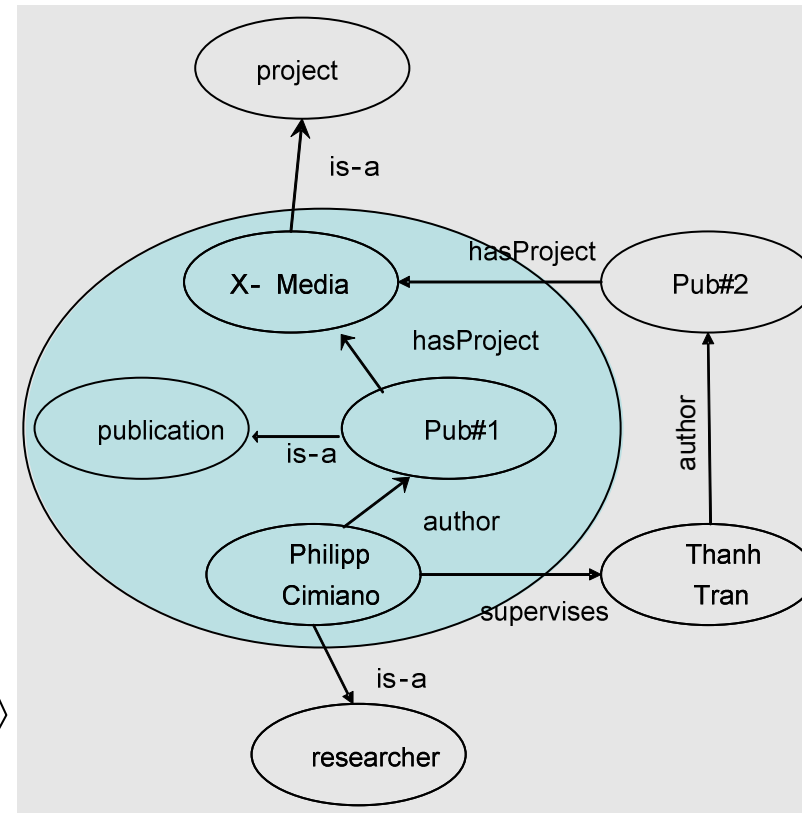 project
is-a
hasProject
X- Media
Pub#2
hasProject
publication
Pub#1
is-a
author
author
Philipp
Cimiano
Thanh
Tran
supervises
is-a
researcher